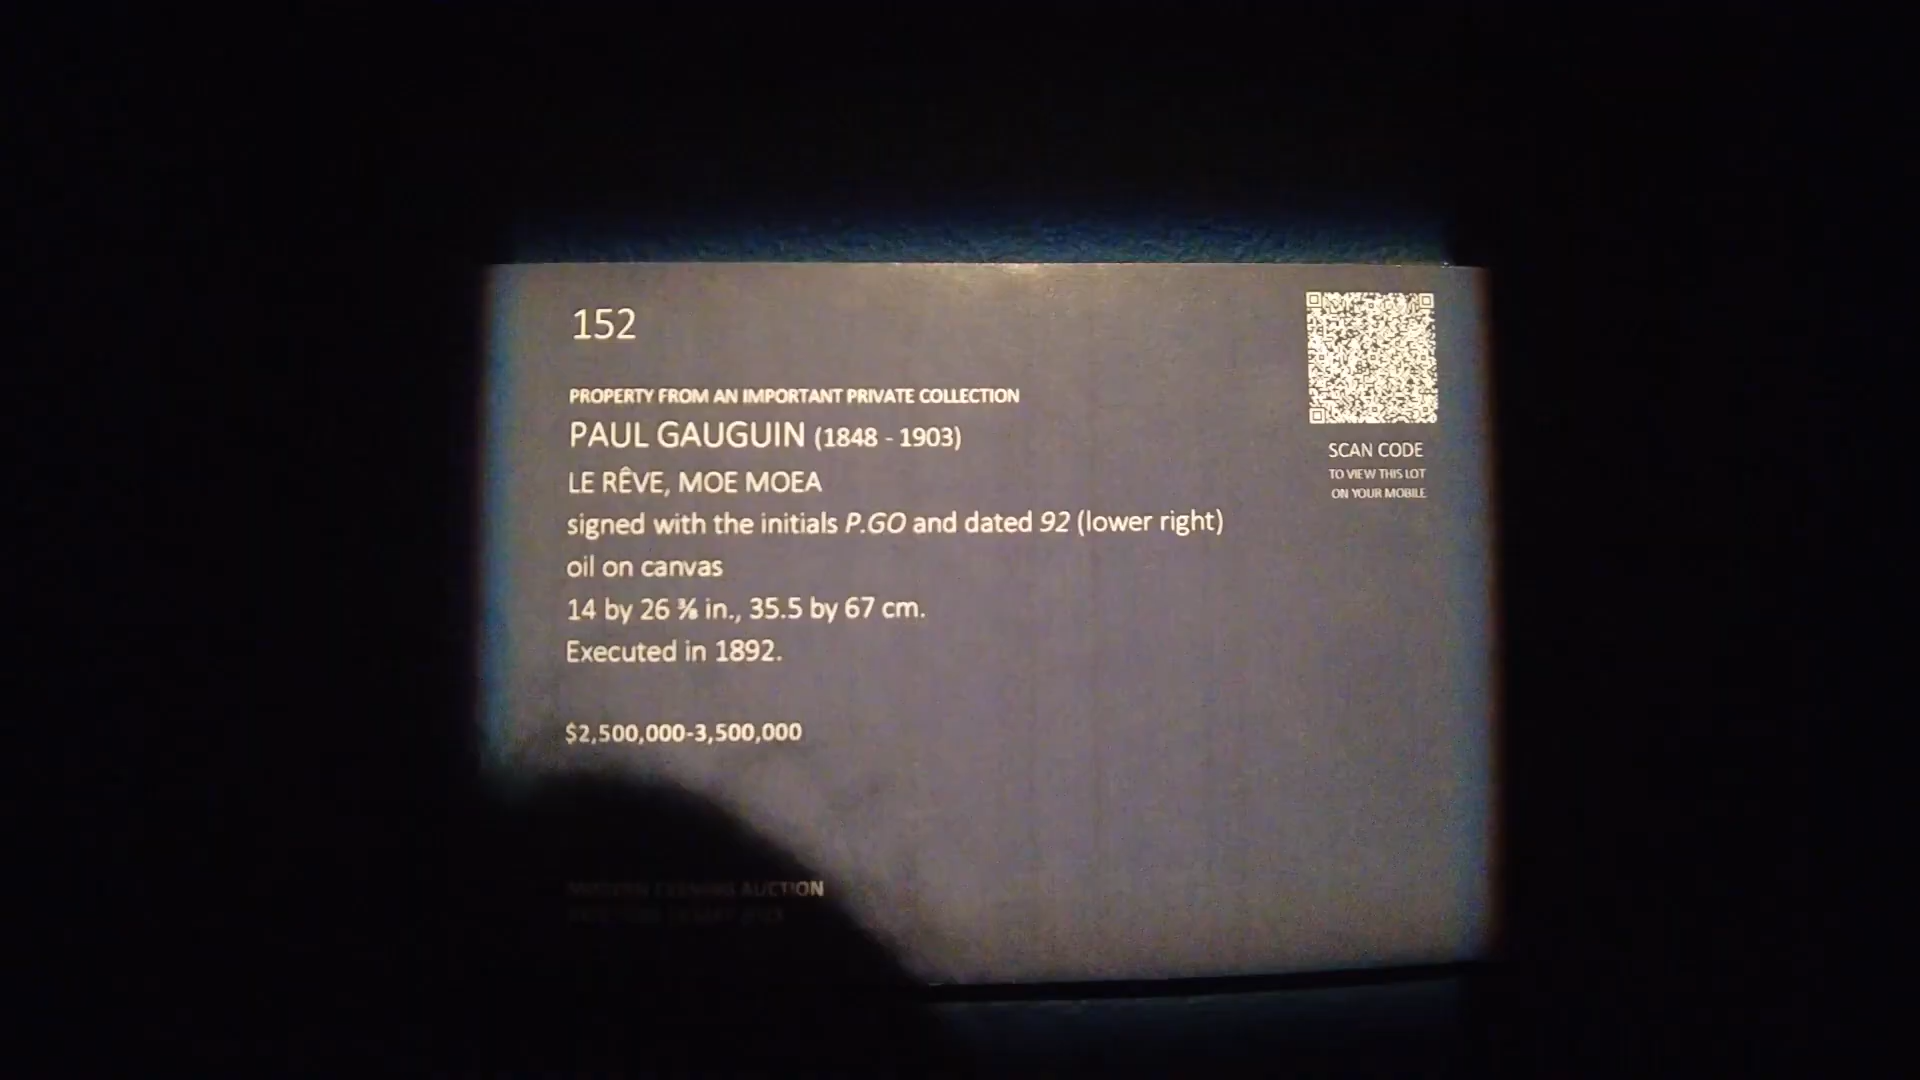 152
PROPERTY FROM AN IMPORTANT PRIVATE COLLECTION
PAUL GAUGUIN (1848 - 1903)
LE RÊVE, MOE MOEA
signed with the initials P.GO and dated 92 (lower right)
oil on canvas
14 by 26 ⅜ in., 35.5 by 67 cm.
Executed in 1892.
$2,500,000-3,500,000
SCAN CODE
TO VIEW THIS LOT
ON YOUR MOBILE
EVENING AUCTION